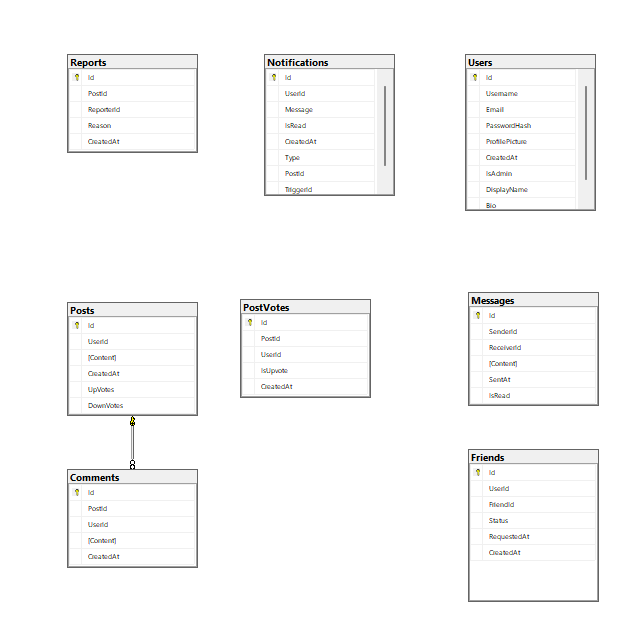 Reports
Id
PostId
ReporterId
Reason
CreatedAt
Notifications
Id
UserId
Message
IsRead
CreatedAt
Type
PostId
TriggerId
Users
Id
Username
Email
PasswordHash
ProfilePicture
CreatedAt
IsAdmin
DisplayName
Bio
Posts
Id
UserId
[Content]
CreatedAt
UpVotes
DownVotes
PostVotes
Id
PostId
UserId
IsUpvote
CreatedAt
Messages
Id
SenderId
ReceiverId
[Content]
SentAt
IsRead
Comments
Id
PostId
UserId
[Content]
CreatedAt
Friends
Id
UserId
FriendId
Status
RequestedAt
CreatedAt